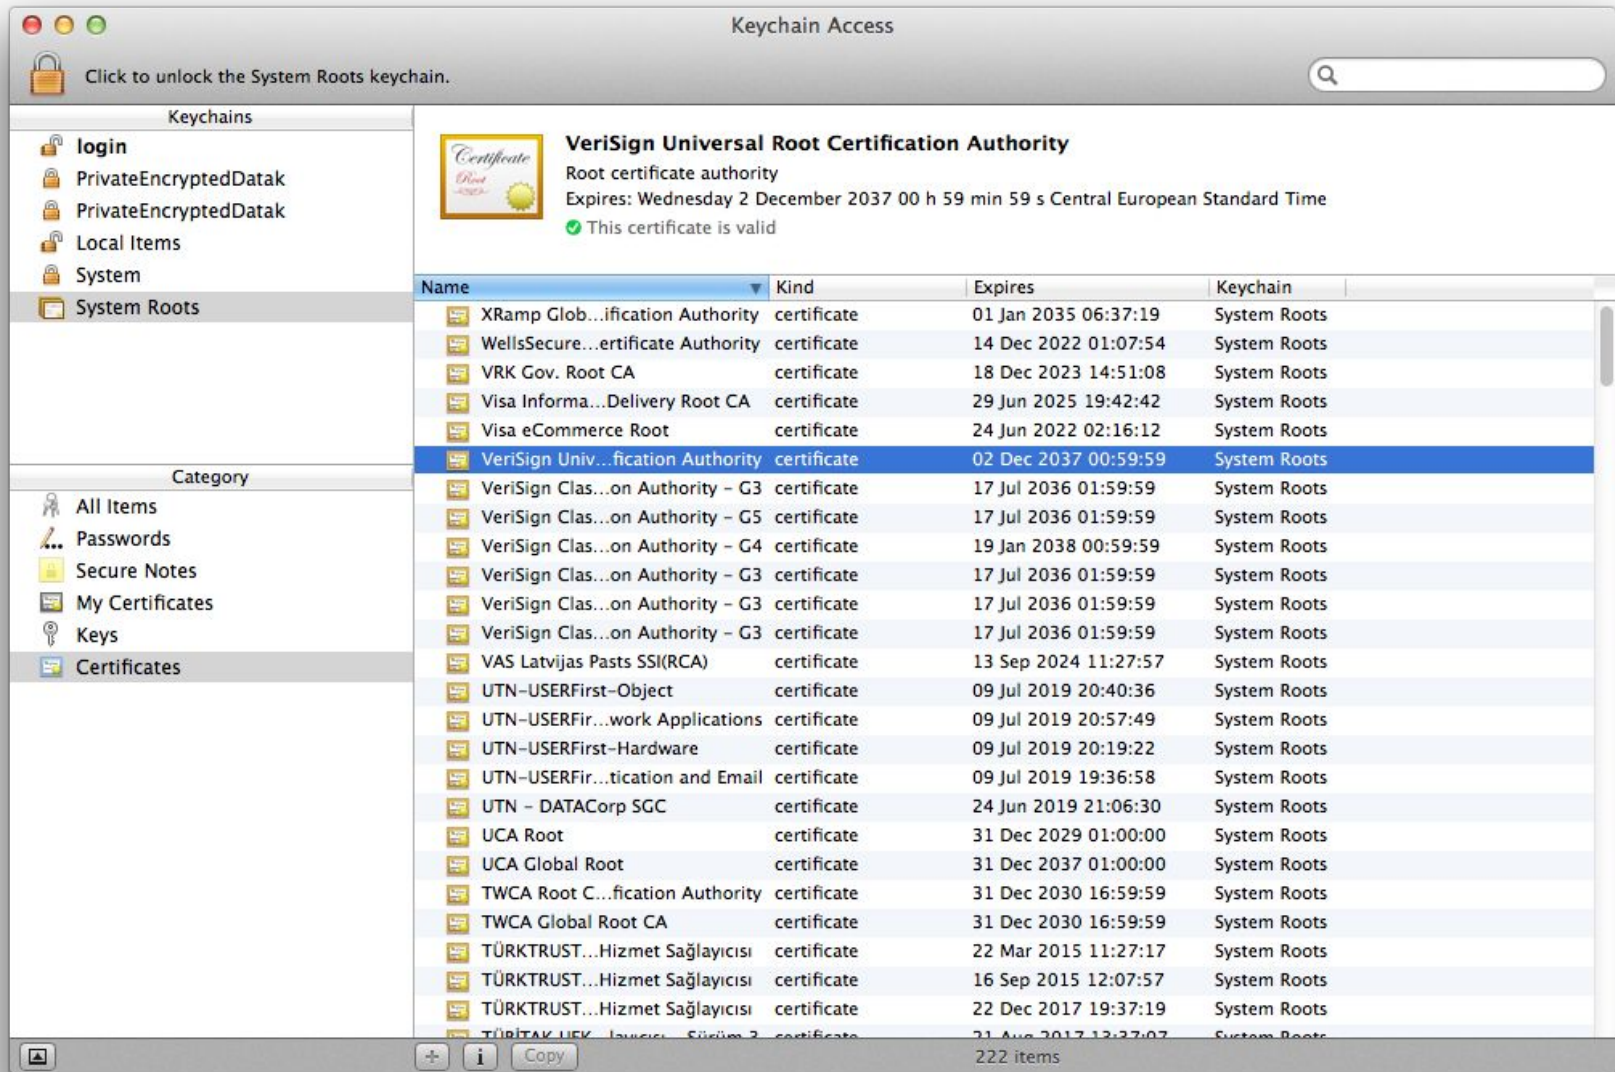 Keychain Access
Click to unlock the System Roots keychain.
Keychains
login
PrivateEncryptedDatak
PrivateEncryptedDatak
Local Items
System
System Roots
Category
All Items
Passwords
Secure Notes
My Certificates
Keys
Certificates
Certificate
Root
VeriSign Universal Root Certification Authority
Root certificate authority
Expires: Wednesday 2 December 2037 00 h 59 min 59 s Central European Standard Time
This certificate is valid
Name Kind Expires Keychain
XRamp Glob...ification Authority certificate 01 Jan 2035 06:37:19 System Roots
WellsSecure...ertificate Authority certificate 14 Dec 2022 01:07:54 System Roots
VRK Gov. Root CA certificate 18 Dec 2023 14:51:08 System Roots
Visa Informa...Delivery Root CA certificate 29 Jun 2025 19:42:42 System Roots
Visa eCommerce Root certificate 24 Jun 2022 02:16:12 System Roots
VeriSign Univ...fication Authority certificate 02 Dec 2037 00:59:59 System Roots
VeriSign Clas...on Authority – G3 certificate 17 Jul 2036 01:59:59 System Roots
VeriSign Clas...on Authority – G5 certificate 17 Jul 2036 01:59:59 System Roots
VeriSign Clas...on Authority – G4 certificate 19 Jan 2038 00:59:59 System Roots
VeriSign Clas...on Authority – G3 certificate 17 Jul 2036 01:59:59 System Roots
VeriSign Clas...on Authority – G3 certificate 17 Jul 2036 01:59:59 System Roots
VeriSign Clas...on Authority – G3 certificate 17 Jul 2036 01:59:59 System Roots
VAS Latvijas Pasts SSI(RCA) certificate 13 Sep 2024 11:27:57 System Roots
UTN-USERFirst-Object certificate 09 Jul 2019 20:40:36 System Roots
UTN-USERFir...work Applications certificate 09 Jul 2019 20:57:49 System Roots
UTN-USERFirst-Hardware certificate 09 Jul 2019 20:19:22 System Roots
UTN-USERFir...tication and Email certificate 09 Jul 2019 19:36:58 System Roots
UTN – DATACorp SGC certificate 24 Jun 2019 21:06:30 System Roots
UCA Root certificate 31 Dec 2029 01:00:00 System Roots
UCA Global Root certificate 31 Dec 2037 01:00:00 System Roots
TWCA Root C...fication Authority certificate 31 Dec 2030 16:59:59 System Roots
TWCA Global Root CA certificate 31 Dec 2030 16:59:59 System Roots
TÜRKTRUST...Hizmet Sağlayıcısı certificate 22 Mar 2015 11:27:17 System Roots
TÜRKTRUST...Hizmet Sağlayıcısı certificate 16 Sep 2015 12:07:57 System Roots
TÜRKTRUST...Hizmet Sağlayıcısı certificate 22 Dec 2017 19:37:19 System Roots
TÜBİTAK UEK...layıcısı – Sürüm 3 certificate 21 Aug 2017 13:37:07 System Roots
Copy
222 items